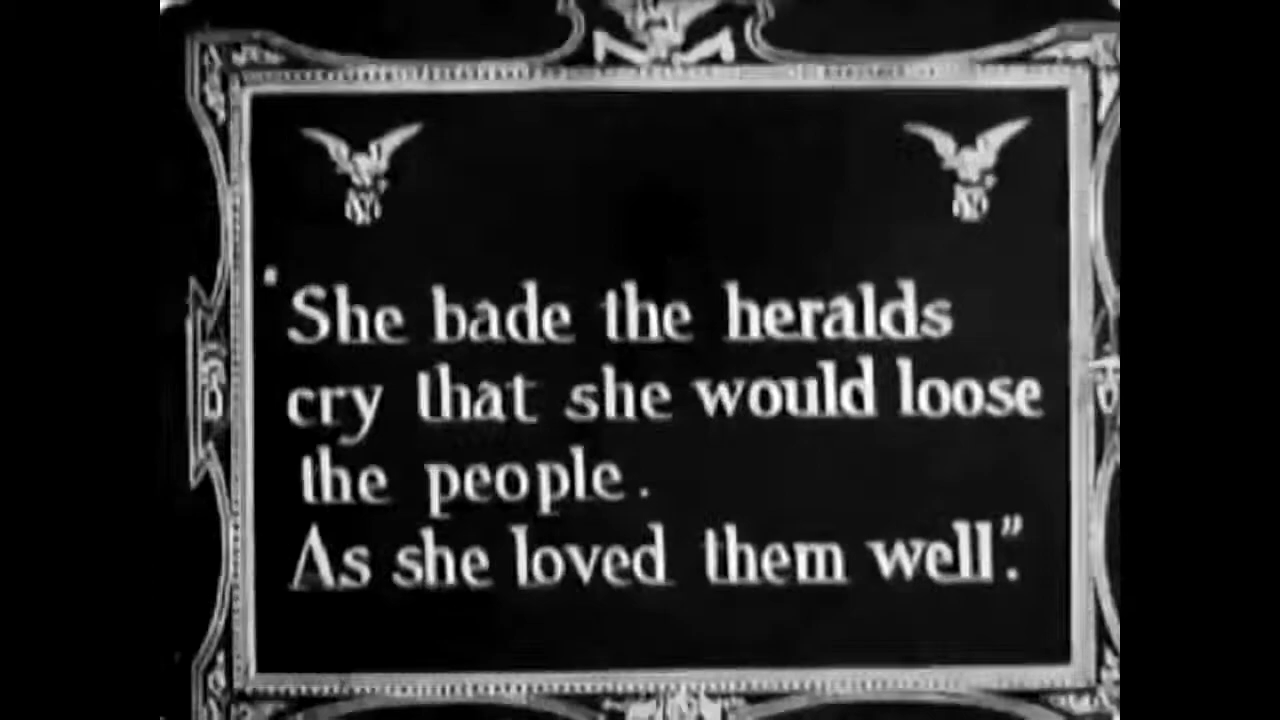 'She bade the heralds
cry that she would loose
the people.
As she loved them well".